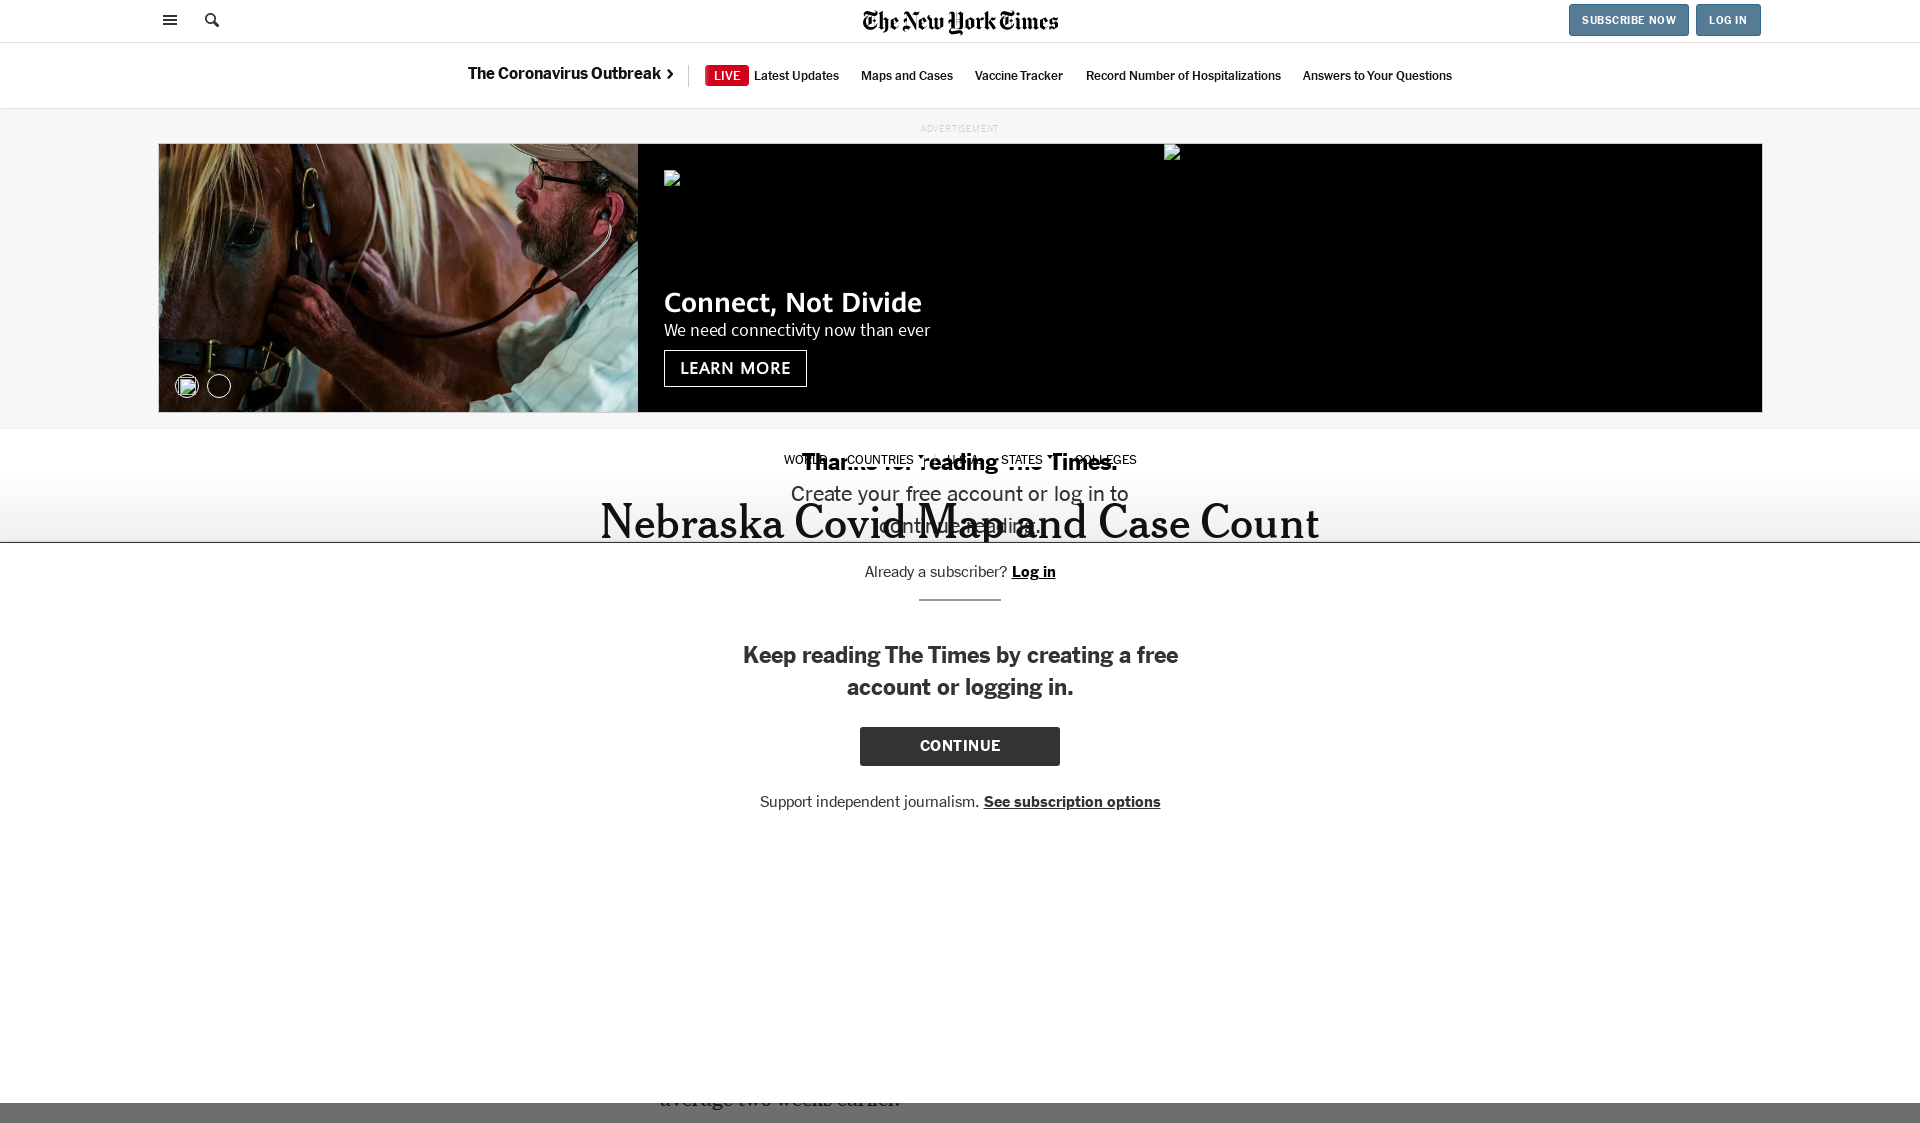 The New York Times
SUBSCRIBE NOW
LOG IN
The Coronavirus Outbreak ›
LIVE Latest Updates
Maps and Cases
Vaccine Tracker
Record Number of Hospitalizations
Answers to Your Questions
ADVERTISEMENT
Connect, Not Divide
We need connectivity now than ever
LEARN MORE
WORLD
COUNTRIES
U.S.A.
STATES
COLLEGES
Thanks for reading The Times.
Create your free account or log in to
continue reading.
Nebraska Covid Map and Case Count
Already a subscriber? Log in
Keep reading The Times by creating a free
account or logging in.
CONTINUE
Support independent journalism. See subscription options
average two weeks earlier.